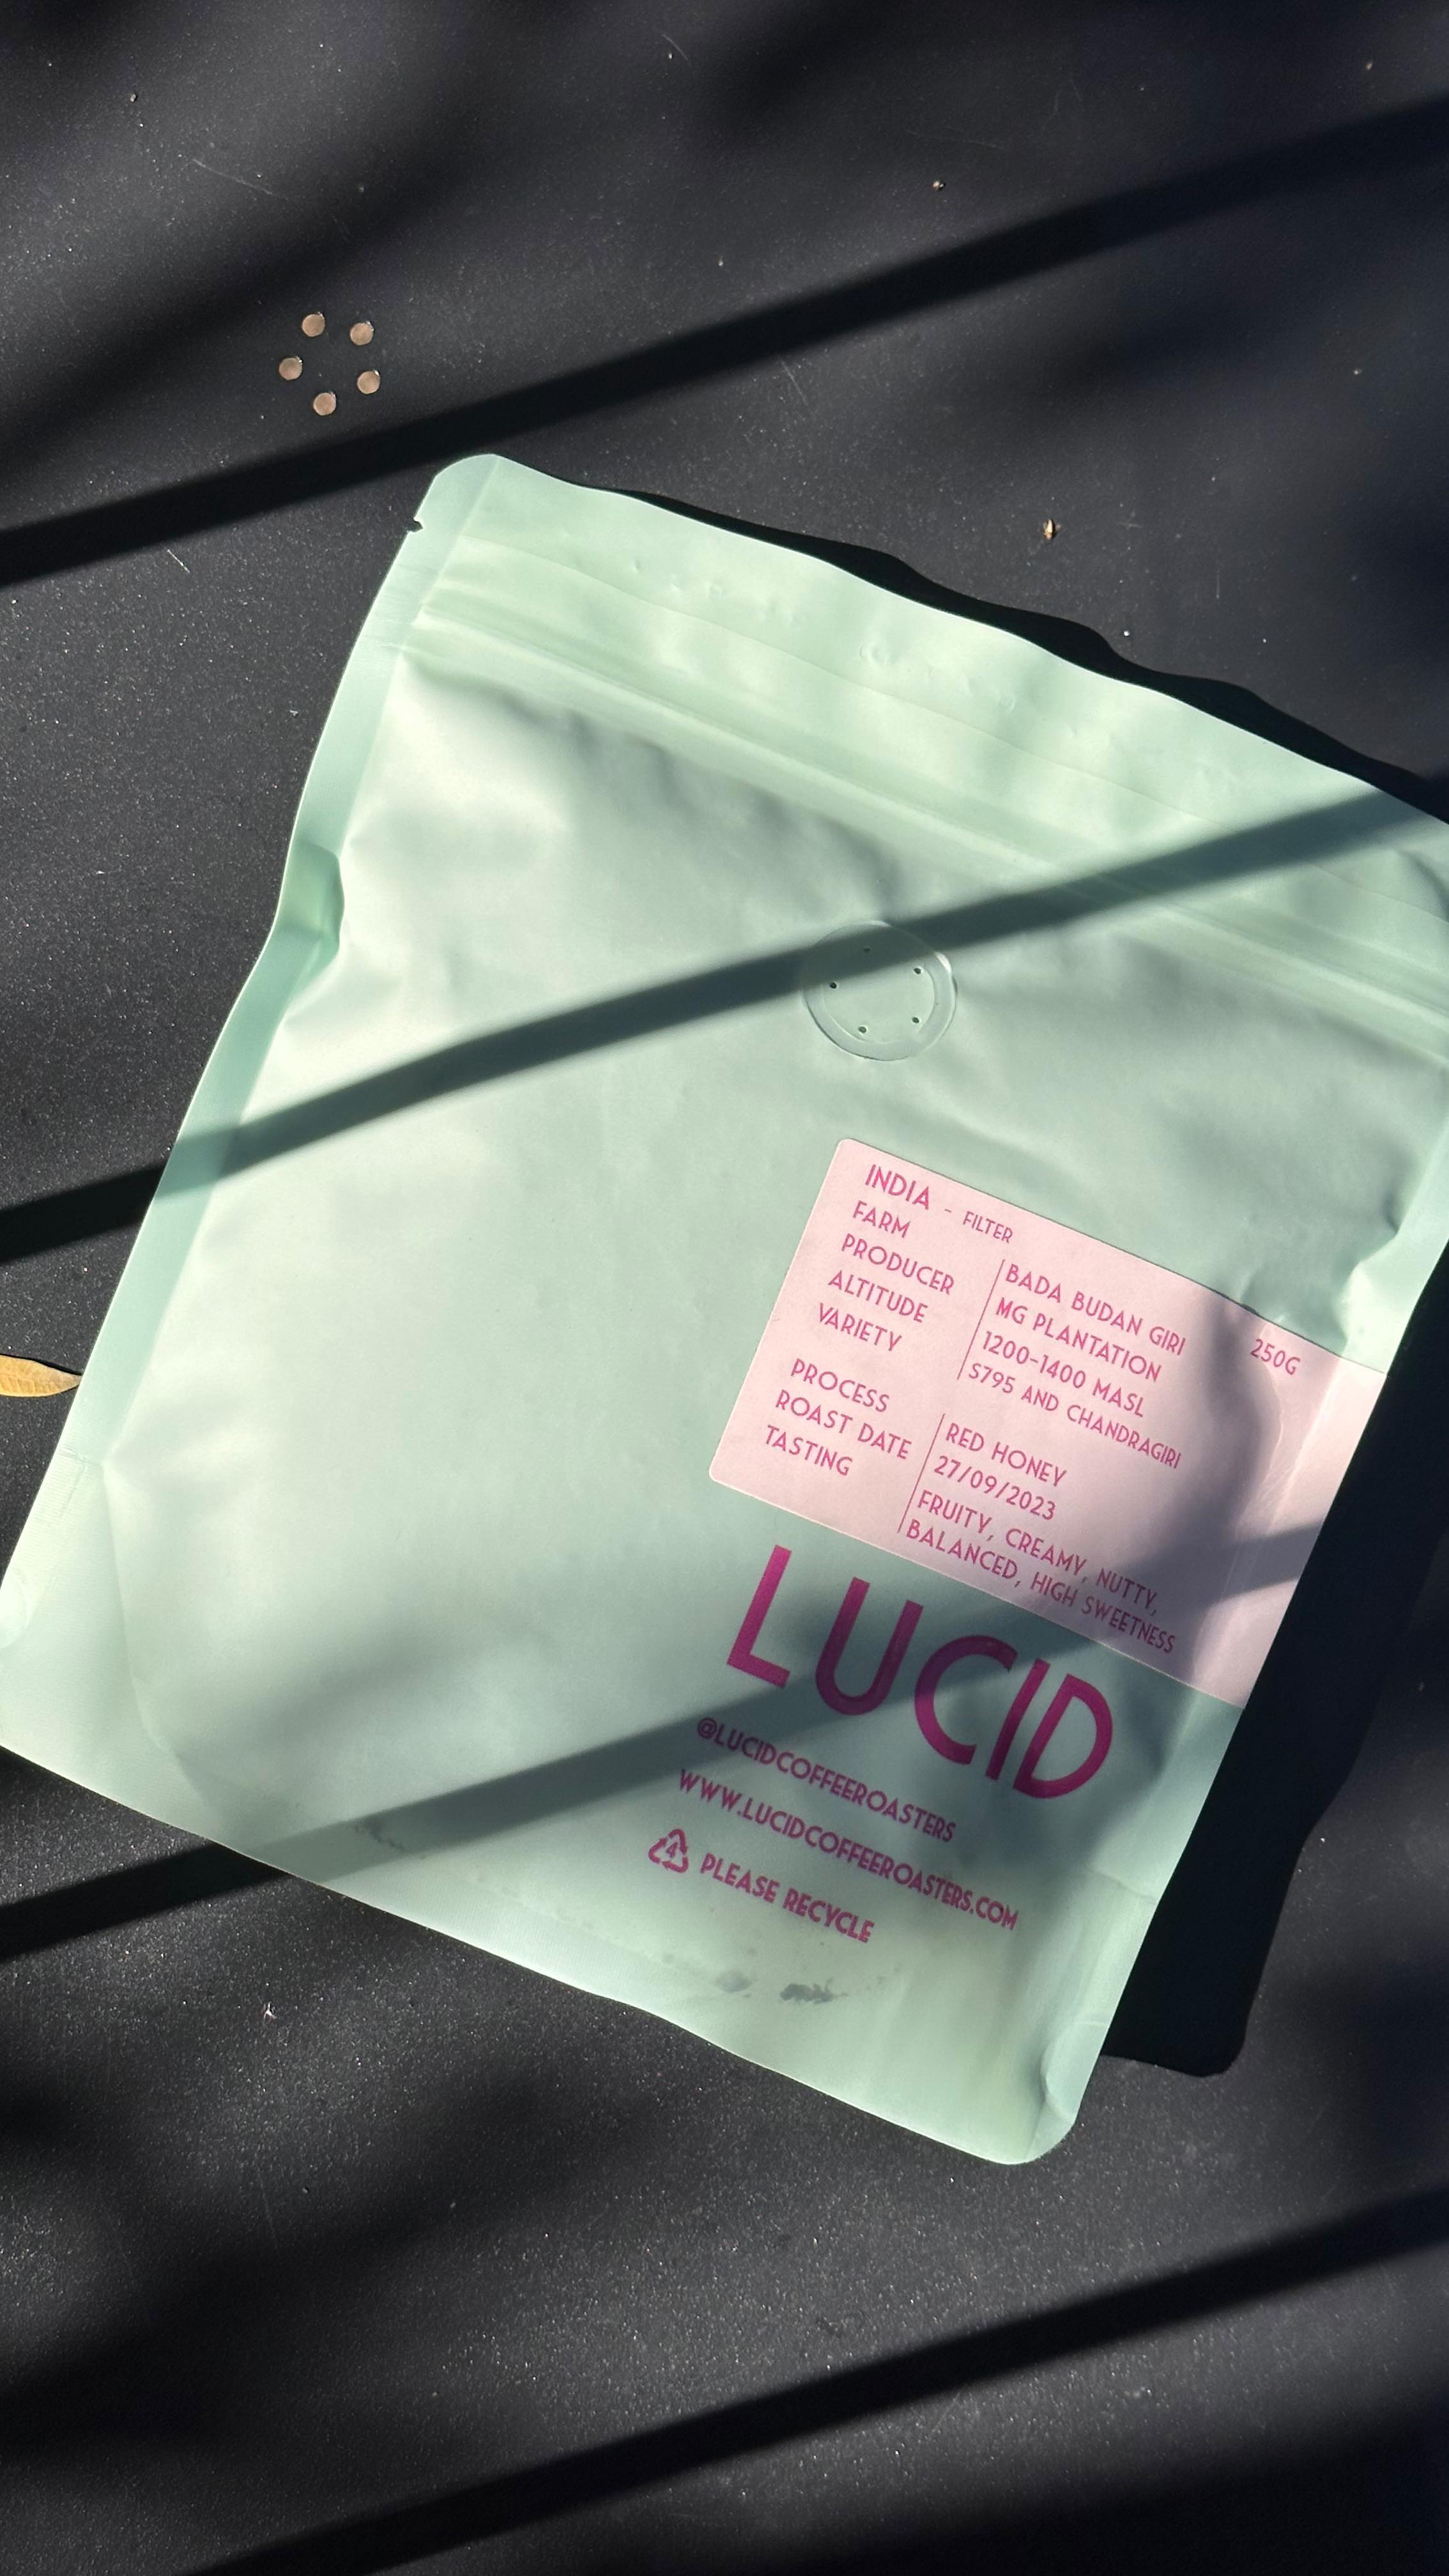 INDIA - FILTER
FARM BADA BUDAN GIRI 250G
PRODUCER MG PLANTATION
ALTITUDE 1200-1400 MASL
VARIETY S795 AND CHANDRAGIRI
PROCESS RED HONEY
ROAST DATE 27/09/2023
TASTING FRUITY, CREAMY, NUTTY,
BALANCED, HIGH SWEETNESS
LUCID
@LUCIDCOFFEEROASTERS
WWW.LUCIDCOFFEEROASTERS.COM
4 PLEASE RECYCLE